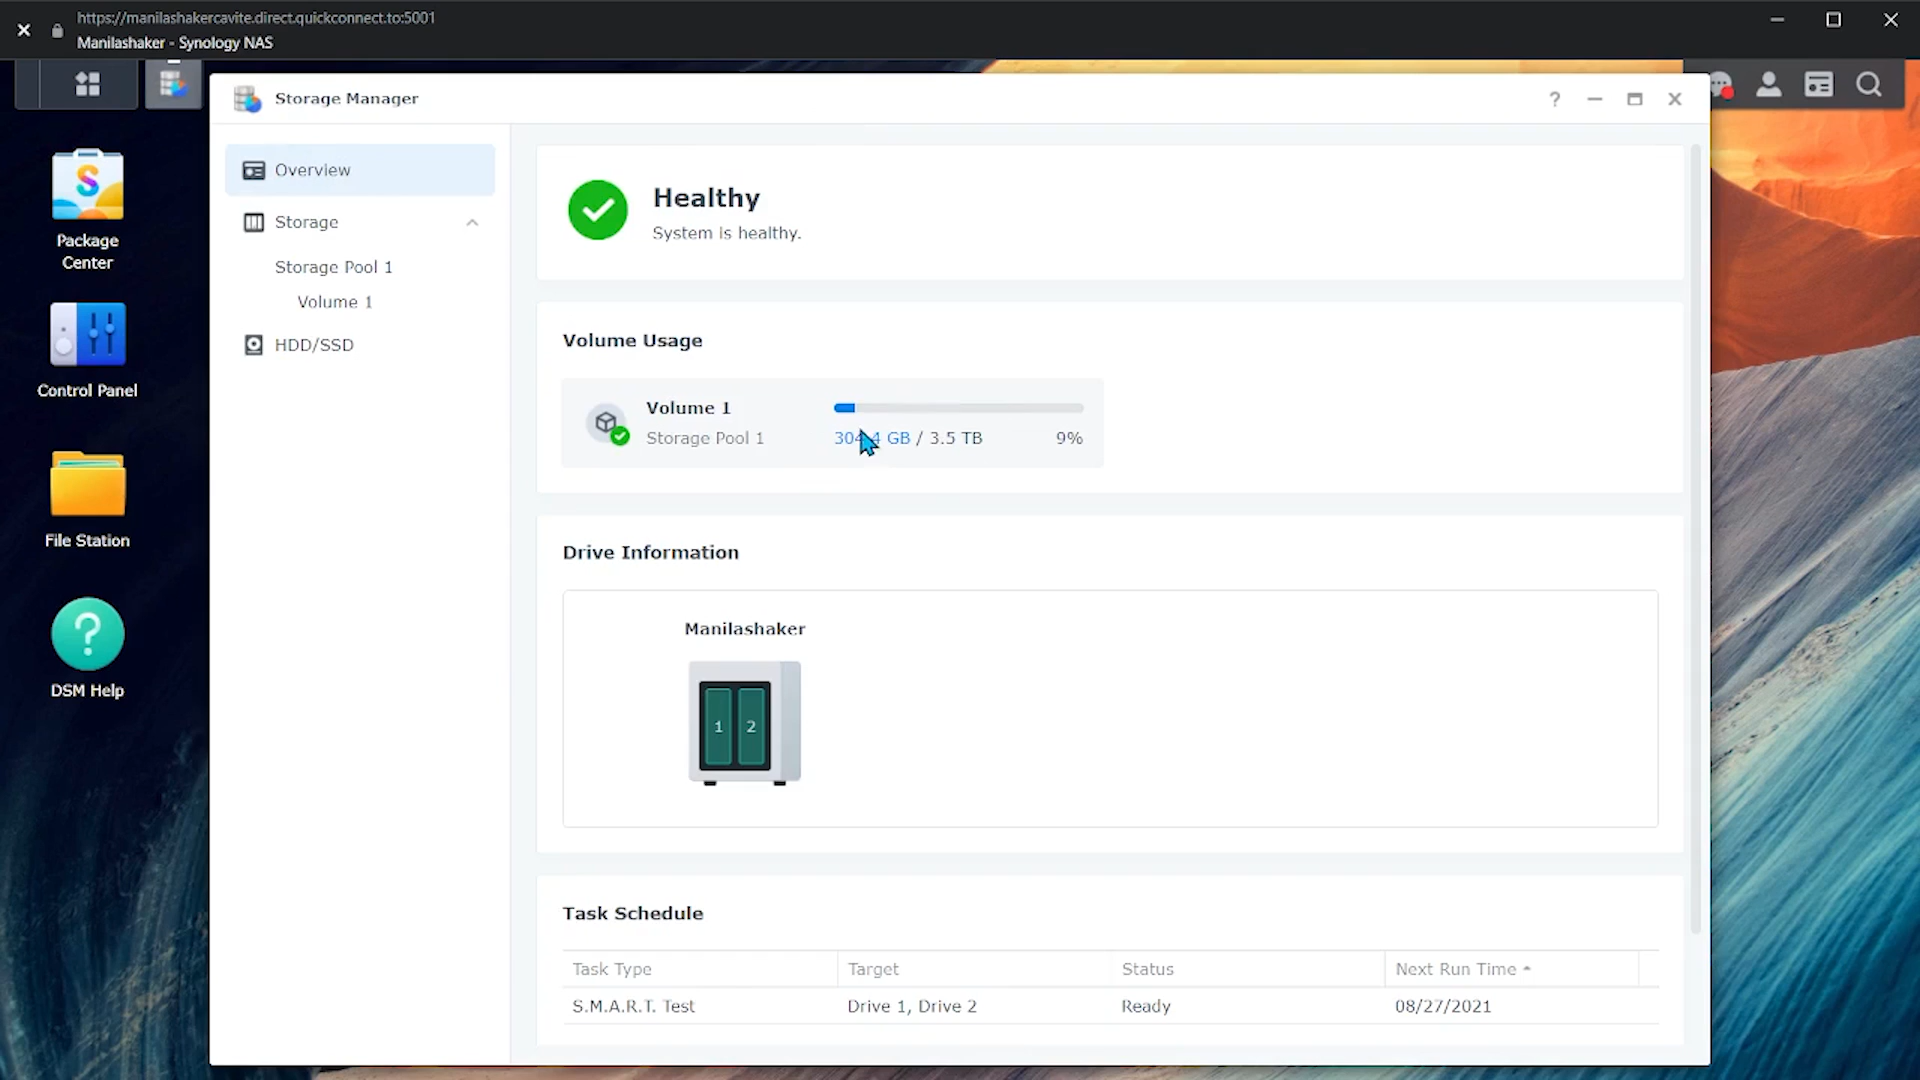 https://manilashakercavite.direct.quickconnect.to:5001
Manilashaker - Synology NAS
Storage Manager
?
Package
Center
Control Panel
File Station
?
DSM Help
Overview
Storage
Storage Pool 1
Volume 1
HDD/SSD
Healthy
System is healthy.
Volume Usage
Volume 1
Storage Pool 1
GB / 3.5 TB
9%
Drive Information
Manilashaker
1 2
Task Schedule
Task Type Target Status Next Run Time
S.M.A.R.T. Test Drive 1, Drive 2 Ready 08/27/2021